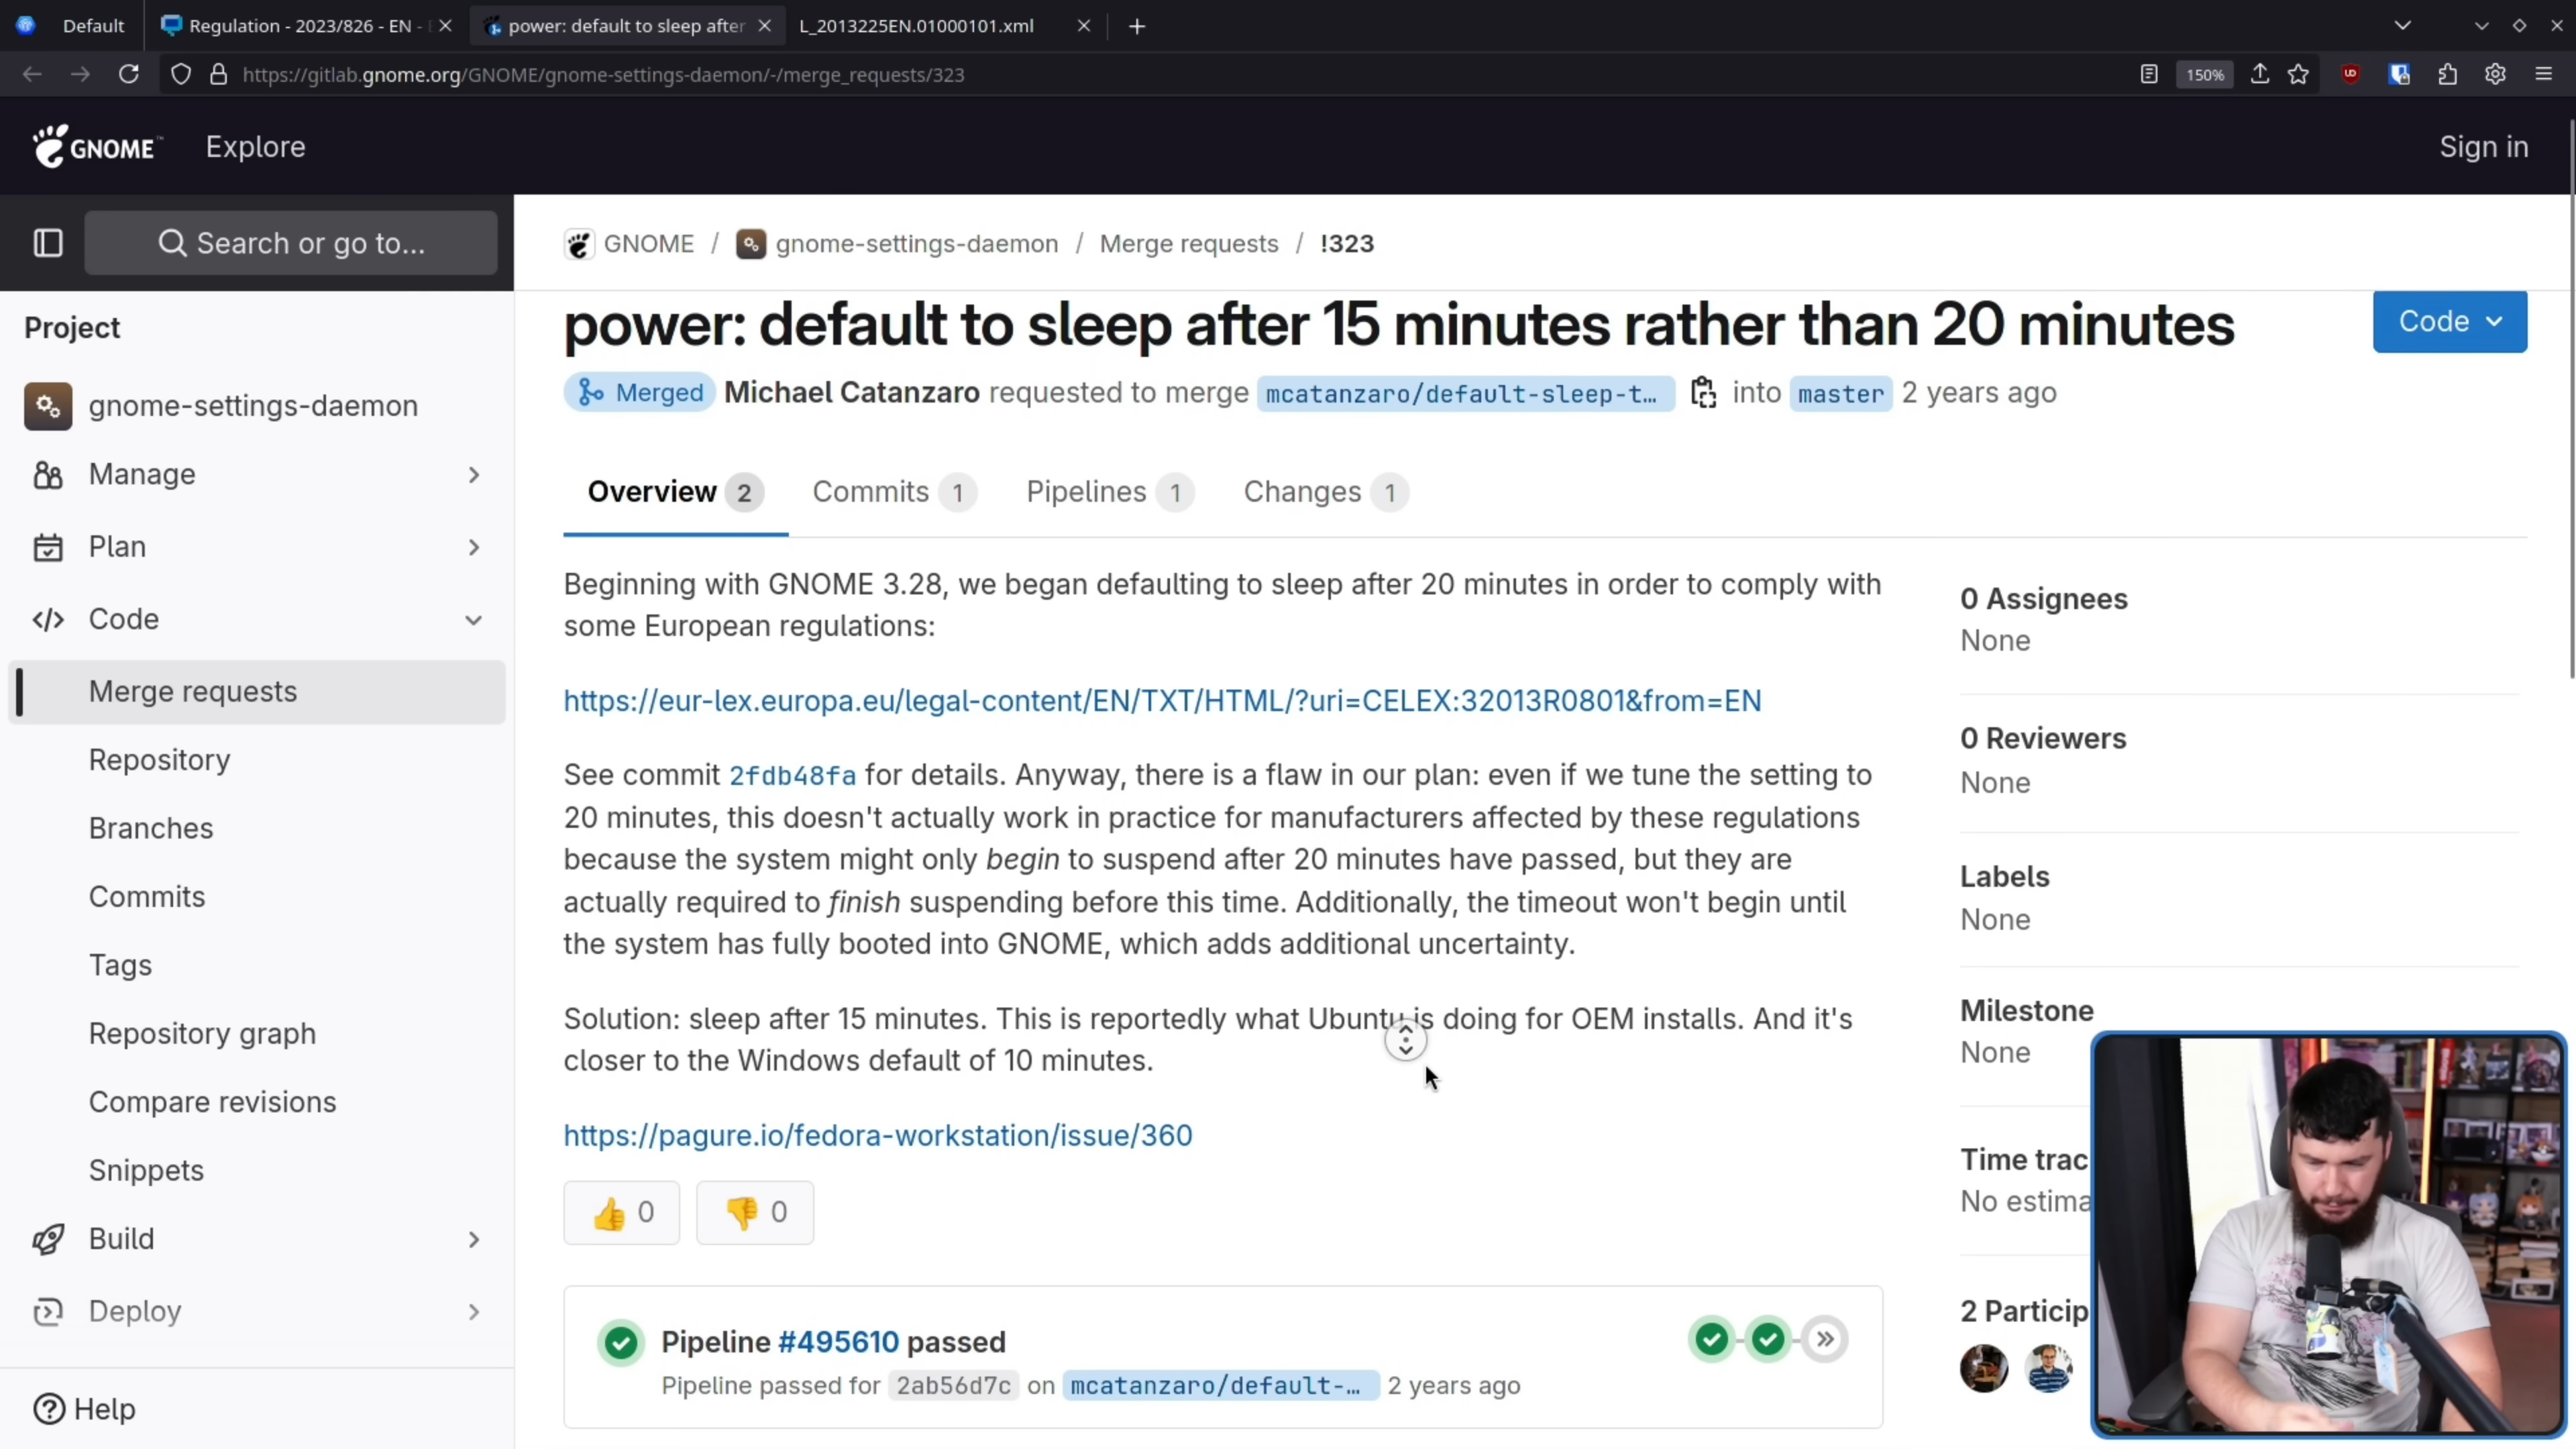 Default
Regulation - 2023/826 - EN -
power: default to sleep after
L_2013225EN.01000101.xml
https://gitlab.gnome.org/GNOME/gnome-settings-daemon/-/merge_requests/323
150%
GNOME™
Explore
Sign in
Search or go to...
GNOME / gnome-settings-daemon / Merge requests / !323
Project
gnome-settings-daemon
Manage
Plan
Code
Merge requests
Repository
Branches
Commits
Tags
Repository graph
Compare revisions
Snippets
Build
Deploy
Help
power: default to sleep after 15 minutes rather than 20 minutes
Code
Merged Michael Catanzaro requested to merge mcatanzaro/default-sleep-t… into master 2 years ago
Overview 2 Commits 1 Pipelines 1 Changes 1
Beginning with GNOME 3.28, we began defaulting to sleep after 20 minutes in order to comply with
some European regulations:
https://eur-lex.europa.eu/legal-content/EN/TXT/HTML/?uri=CELEX:32013R0801&from=EN
See commit 2fdb48fa for details. Anyway, there is a flaw in our plan: even if we tune the setting to
20 minutes, this doesn't actually work in practice for manufacturers affected by these regulations
because the system might only begin to suspend after 20 minutes have passed, but they are
actually required to finish suspending before this time. Additionally, the timeout won't begin until
the system has fully booted into GNOME, which adds additional uncertainty.
Solution: sleep after 15 minutes. This is reportedly what Ubuntu is doing for OEM installs. And it's
closer to the Windows default of 10 minutes.
https://pagure.io/fedora-workstation/issue/360
0
0
Pipeline #495610 passed
Pipeline passed for 2ab56d7c on mcatanzaro/default-… 2 years ago
0 Assignees
None
0 Reviewers
None
Labels
None
Milestone
None
Time trac
No estima
2 Particip